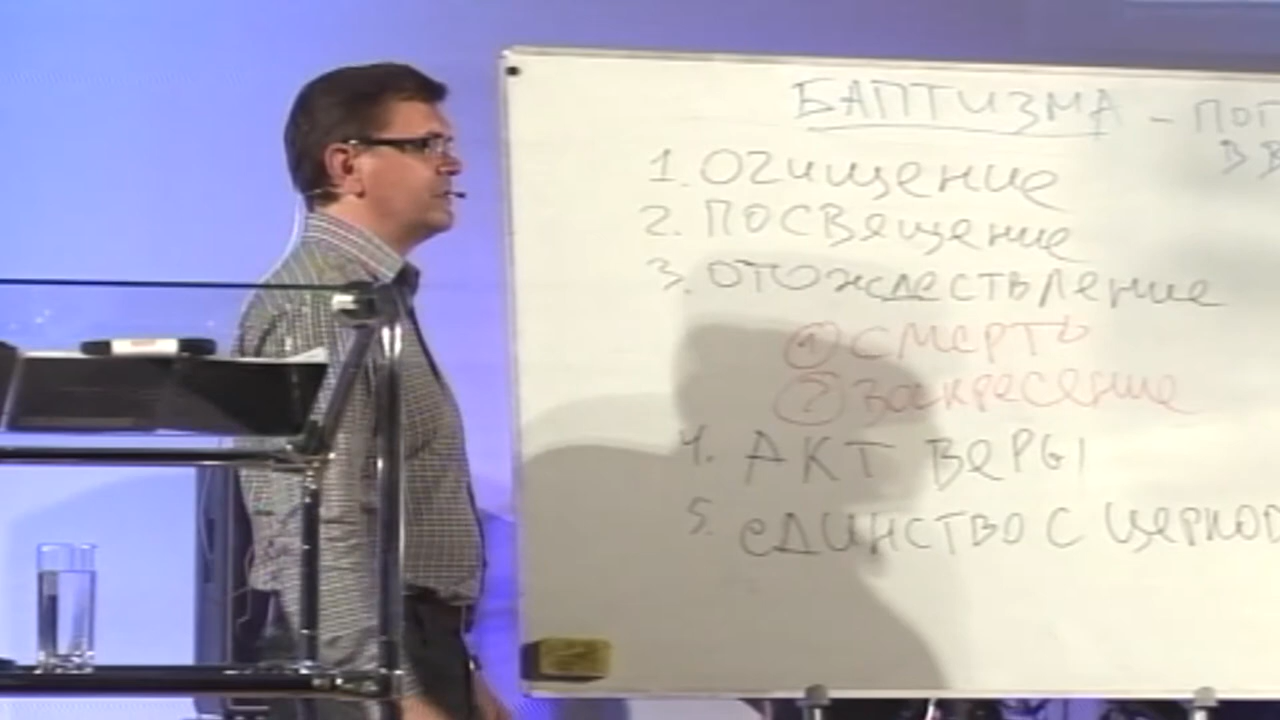 БАПТИЗМА –
1. ОЧИЩЕНИЕ
2. ПОСВЯЩЕНИЕ
3. ОТОЖДЕСТВЛЕНИЕ
① СМЕРТЬ
② ВОСКРЕСЕНИЕ
4. АКТ ВЕРЫ
5. ЕДИНСТВО С